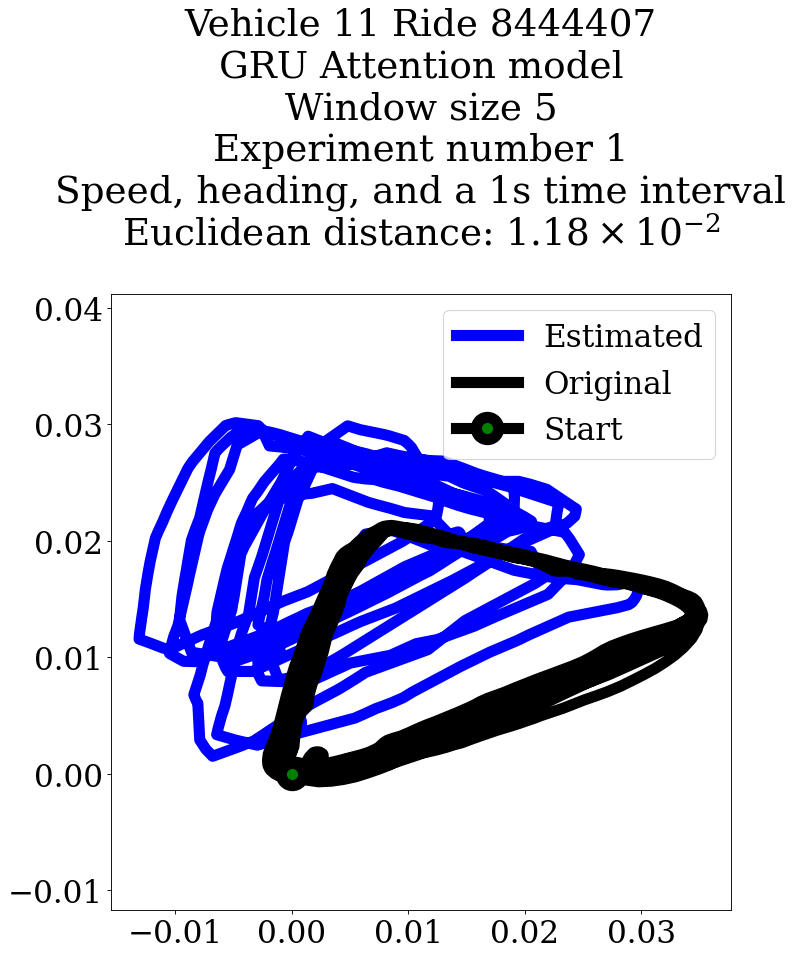 Vehicle 11 Ride 8444407
GRU Attention model
Window size 5
Experiment number 1
Speed, heading, and a 1s time interval
Euclidean distance: 1.18 × 10⁻²
0.04
0.03
0.02
0.01
0.00
−0.01
Estimated
Original
Start
−0.01 0.00 0.01 0.02 0.03